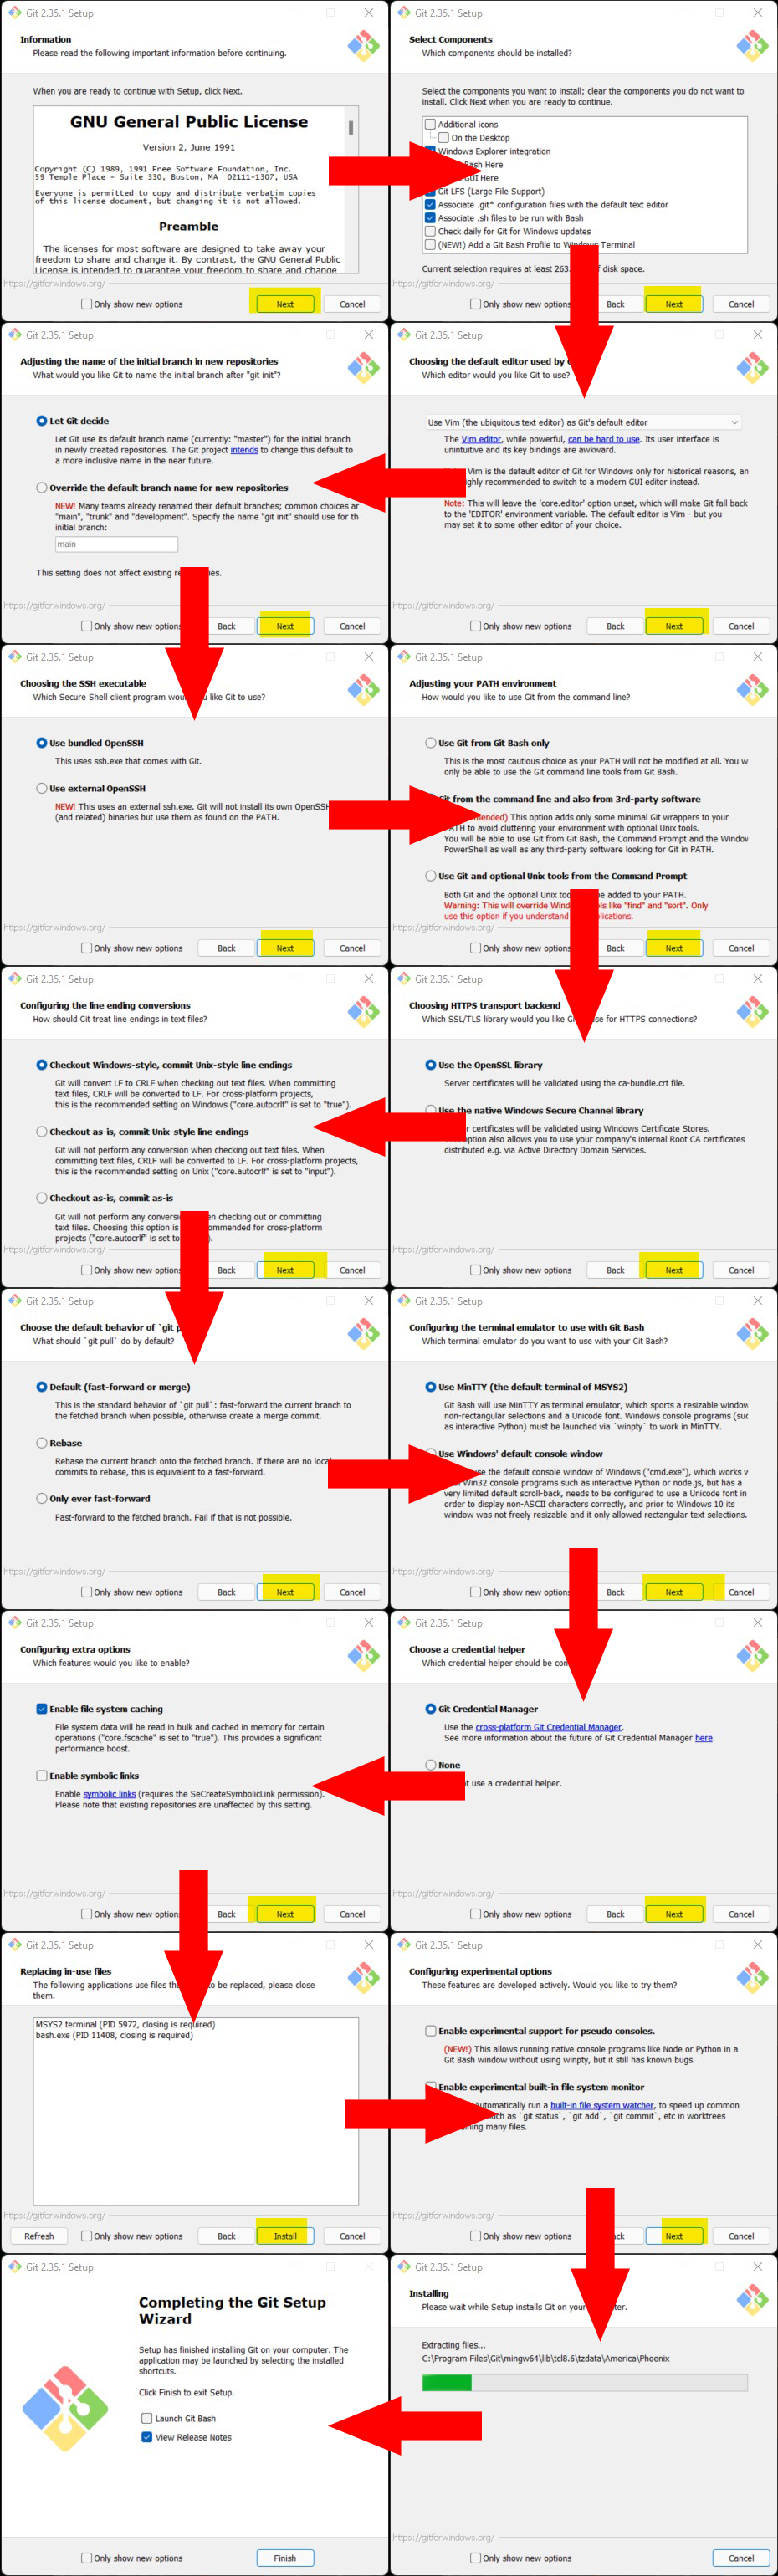 Git 2.35.1 Setup
Information
Please read the following important information before continuing.
When you are ready to continue with Setup, click Next.
GNU General Public License
Version 2, June 1991
Copyright (C) 1989, 1991 Free Software Foundation, Inc.
59 Temple Place - Suite 330, Boston, MA  02111-1307, USA
Everyone is permitted to copy and distribute verbatim copies
of this license document, but changing it is not allowed.
Preamble
The licenses for most software are designed to take away your
freedom to share and change it. By contrast, the GNU General Public
License is intended to guarantee your freedom to share and change
https://gitforwindows.org/
Only show new options
Next
Cancel
Git 2.35.1 Setup
Select Components
Which components should be installed?
Select the components you want to install; clear the components you do not want to
install. Click Next when you are ready to continue.
Additional icons
On the Desktop
Windows Explorer integration
Bash Here
GUI Here
Git LFS (Large File Support)
Associate .git* configuration files with the default text editor
Associate .sh files to be run with Bash
Check daily for Git for Windows updates
(NEW!) Add a Git Bash Profile to Windows Terminal
Current selection requires at least 263. of disk space.
https://gitforwindows.org/
Only show new options
Back
Next
Cancel
Git 2.35.1 Setup
Adjusting the name of the initial branch in new repositories
What would you like Git to name the initial branch after "git init"?
Let Git decide
Let Git use its default branch name (currently: "master") for the initial branch
in newly created repositories. The Git project intends to change this default to
a more inclusive name in the near future.
Override the default branch name for new repositories
NEW! Many teams already renamed their default branches; common choices ar
"main", "trunk" and "development". Specify the name "git init" should use for th
initial branch:
main
This setting does not affect existing
https://gitforwindows.org/
Only show new options
Back
Next
Cancel
Git 2.35.1 Setup
Choosing the default editor used by
Which editor would you like Git to use?
Use Vim (the ubiquitous text editor) as Git's default editor
The Vim editor, while powerful, can be hard to use. Its user interface is
unintuitive and its key bindings are awkward.
Vim is the default editor of Git for Windows only for historical reasons, an
highly recommended to switch to a modern GUI editor instead.
Note: This will leave the 'core.editor' option unset, which will make Git fall back
to the 'EDITOR' environment variable. The default editor is Vim - but you
may set it to some other editor of your choice.
https://gitforwindows.org/
Only show new options
Back
Next
Cancel
Git 2.35.1 Setup
Choosing the SSH executable
Which Secure Shell client program would you like Git to use?
Use bundled OpenSSH
This uses ssh.exe that comes with Git.
Use external OpenSSH
NEW! This uses an external ssh.exe. Git will not install its own OpenSSH
(and related) binaries but use them as found on the PATH.
https://gitforwindows.org/
Only show new options
Back
Next
Cancel
Git 2.35.1 Setup
Adjusting your PATH environment
How would you like to use Git from the command line?
Use Git from Git Bash only
This is the most cautious choice as your PATH will not be modified at all. You w
only be able to use the Git command line tools from Git Bash.
Git from the command line and also from 3rd-party software
This option adds only some minimal Git wrappers to your
PATH to avoid cluttering your environment with optional Unix tools.
You will be able to use Git from Git Bash, the Command Prompt and the Window
PowerShell as well as any third-party software looking for Git in PATH.
Use Git and optional Unix tools from the Command Prompt
Both Git and the optional Unix be added to your PATH.
Warning: This will override like "find" and "sort". Only
use this option if you understand
https://gitforwindows.org/
Only show new options
Back
Next
Cancel
Git 2.35.1 Setup
Configuring the line ending conversions
How should Git treat line endings in text files?
Checkout Windows-style, commit Unix-style line endings
Git will convert LF to CRLF when checking out text files. When committing
text files, CRLF will be converted to LF. For cross-platform projects,
this is the recommended setting on Windows ("core.autocrlf" is set to "true").
Checkout as-is, commit Unix-style line endings
Git will not perform any conversion when checking out text files. When
committing text files, CRLF will be converted to LF. For cross-platform projects,
this is the recommended setting on Unix ("core.autocrlf" is set to "input").
Checkout as-is, commit as-is
Git will not perform any when checking out or committing
text files. Choosing this option is for cross-platform
projects ("core.autocrlf" is set to
https://gitforwindows.org/
Only show new options
Back
Next
Cancel
Git 2.35.1 Setup
Choosing HTTPS transport backend
Which SSL/TLS library would you like use for HTTPS connections?
Use the OpenSSL library
Server certificates will be validated using the ca-bundle.crt file.
Use the native Windows Secure Channel library
certificates will be validated using Windows Certificate Stores.
option also allows you to use your company's internal Root CA certificates
distributed e.g. via Active Directory Domain Services.
https://gitforwindows.org/
Only show new options
Back
Next
Cancel
Git 2.35.1 Setup
Choose the default behavior of `git
What should `git pull` do by default?
Default (fast-forward or merge)
This is the standard behavior of `git pull`: fast-forward the current branch to
the fetched branch when possible, otherwise create a merge commit.
Rebase
Rebase the current branch onto the fetched branch. If there are no local
commits to rebase, this is equivalent to a fast-forward.
Only ever fast-forward
Fast-forward to the fetched branch. Fail if that is not possible.
https://gitforwindows.org/
Only show new options
Back
Next
Cancel
Git 2.35.1 Setup
Configuring the terminal emulator to use with Git Bash
Which terminal emulator do you want to use with your Git Bash?
Use MinTTY (the default terminal of MSYS2)
Git Bash will use MinTTY as terminal emulator, which sports a resizable window
non-rectangular selections and a Unicode font. Windows console programs (suc
as interactive Python) must be launched via `winpty` to work in MinTTY.
Use Windows' default console window
use the default console window of Windows ("cmd.exe"), which works v
Win32 console programs such as interactive Python or node.js, but has a
very limited default scroll-back, needs to be configured to use a Unicode font in
order to display non-ASCII characters correctly, and prior to Windows 10 its
window was not freely resizable and it only allowed rectangular text selections.
https://gitforwindows.org/
Only show new options
Back
Next
Cancel
Git 2.35.1 Setup
Configuring extra options
Which features would you like to enable?
Enable file system caching
File system data will be read in bulk and cached in memory for certain
operations ("core.fscache" is set to "true"). This provides a significant
performance boost.
Enable symbolic links
Enable symbolic links (requires the SeCreateSymbolicLink permission).
Please note that existing repositories are unaffected by this setting.
https://gitforwindows.org/
Only show new options
Back
Next
Cancel
Git 2.35.1 Setup
Choose a credential helper
Which credential helper should be
Git Credential Manager
Use the cross-platform Git Credential Manager.
See more information about the future of Git Credential Manager here.
None
use a credential helper.
https://gitforwindows.org/
Only show new options
Back
Next
Cancel
Git 2.35.1 Setup
Replacing in-use files
The following applications use files to be replaced, please close
them.
MSYS2 terminal (PID 5972, closing is required)
bash.exe (PID 11408, closing is required)
https://gitforwindows.org/
Refresh
Only show new options
Back
Install
Cancel
Git 2.35.1 Setup
Configuring experimental options
These features are developed actively. Would you like to try them?
Enable experimental support for pseudo consoles.
(NEW!) This allows running native console programs like Node or Python in a
Git Bash window without using winpty, but it still has known bugs.
Enable experimental built-in file system monitor
Automatically run a built-in file system watcher, to speed up common
such as `git status`, `git add`, `git commit`, etc in worktrees
many files.
https://gitforwindows.org/
Only show new options
Next
Cancel
Git 2.35.1 Setup
Completing the Git Setup
Wizard
Setup has finished installing Git on your computer. The
application may be launched by selecting the installed
shortcuts.
Click Finish to exit Setup.
Launch Git Bash
View Release Notes
Only show new options
Finish
Git 2.35.1 Setup
Installing
Please wait while Setup installs Git on your
Extracting files...
C:\Program Files\Git\mingw64\lib\tcl8.6\tzdata\America\Phoenix
https://gitforwindows.org/
Only show new options
Cancel